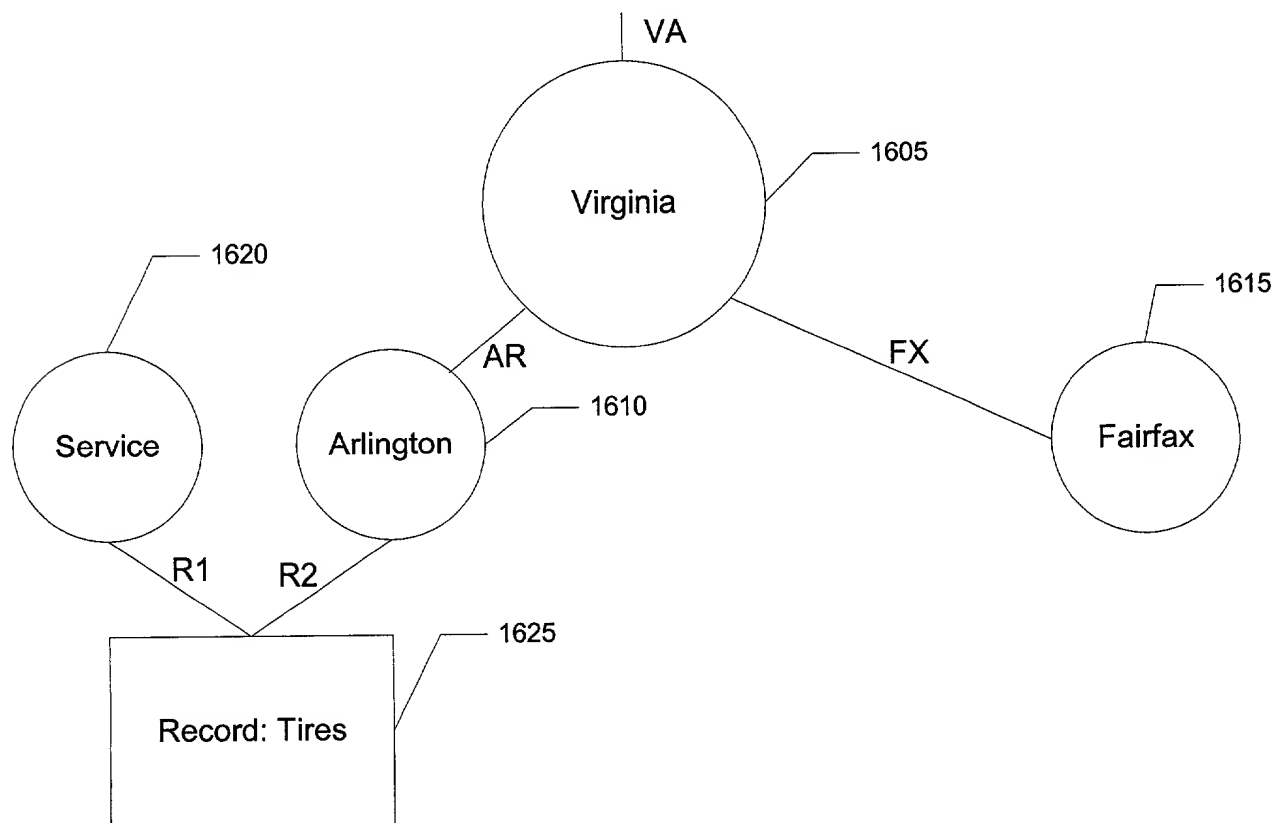 VA
1605
Virginia
1620
1615
AR
FX
1610
Service
Arlington
Fairfax
R1
R2
1625
Record: Tires